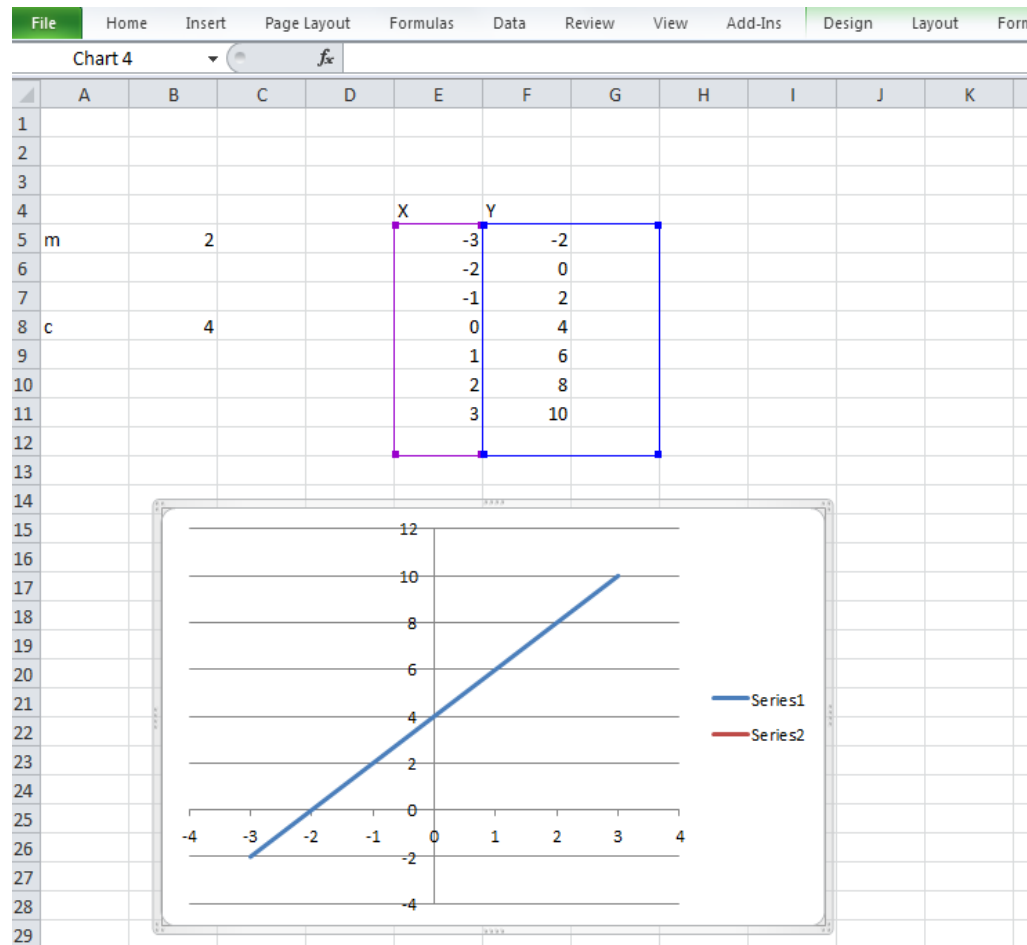 File Home Insert Page Layout Formulas Data Review View Add-Ins Design Layout
Chart 4 fx
A B C D E F G H I J K
1
2
3
4 X Y
5 m 2 -3 -2
6 -2 0
7 -1 2
8 c 4 0 4
9 1 6
10 2 8
11 3 10
12
13
14
15 12
16
17 10
18 8
19
20 6
21 Series1
22 4 Series2
23 2
24
25 0
26 -4 -3 -2 -1 0 1 2 3 4
27 -2
28 -4
29